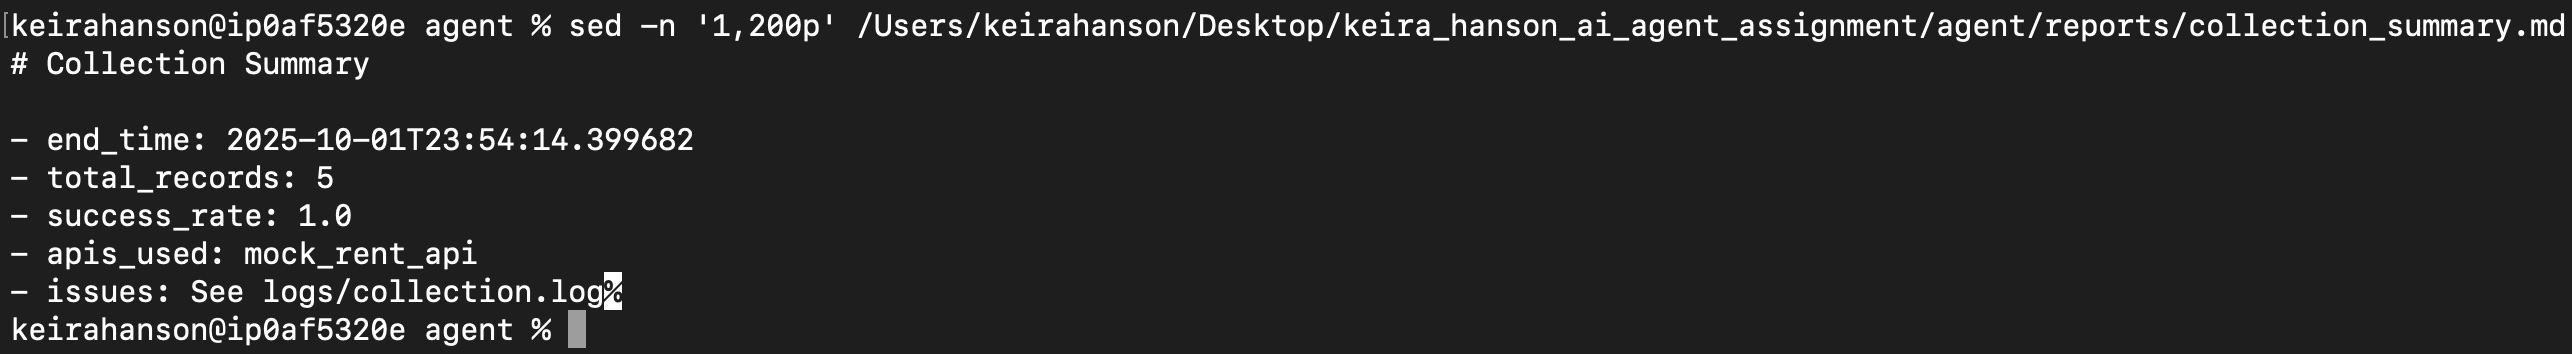 [keirahanson@ip0af5320e agent % sed -n '1,200p' /Users/keirahanson/Desktop/keira_hanson_ai_agent_assignment/agent/reports/collection_summary.md
# Collection Summary

- end_time: 2025-10-01T23:54:14.399682
- total_records: 5
- success_rate: 1.0
- apis_used: mock_rent_api
- issues: See logs/collection.log%
keirahanson@ip0af5320e agent %